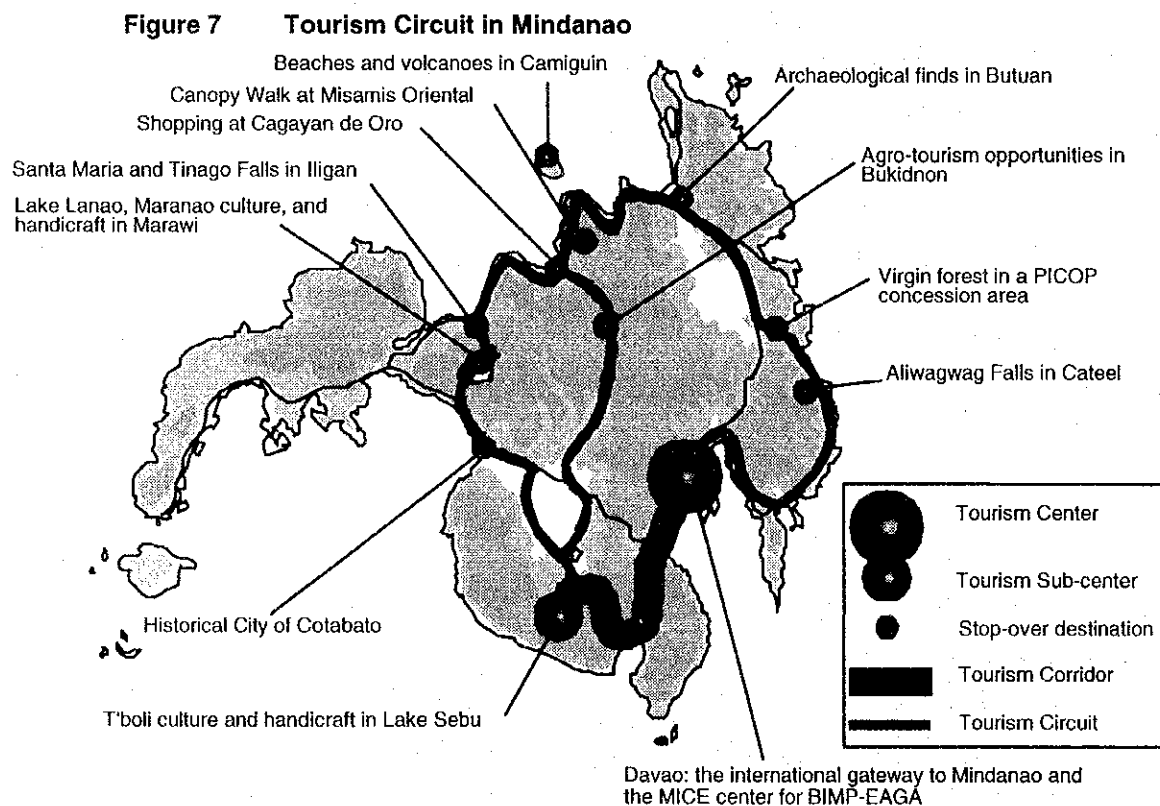 Figure 7 Tourism Circuit in Mindanao
Beaches and volcanoes in Camiguin
Archaeological finds in Butuan
Canopy Walk at Misamis Oriental
Shopping at Cagayan de Oro
Santa Maria and Tinago Falls in Iligan
Agro-tourism opportunities in
Bukidnon
Lake Lanao, Maranao culture, and
handicraft in Marawi
Virgin forest in a PICOP
concession area
Aliwagwag Falls in Cateel
Tourism Center
Tourism Sub-center
Stop-over destination
Tourism Corridor
Tourism Circuit
Historical City of Cotabato
T'boli culture and handicraft in Lake Sebu
Davao: the international gateway to Mindanao and
the MICE center for BIMP-EAGA